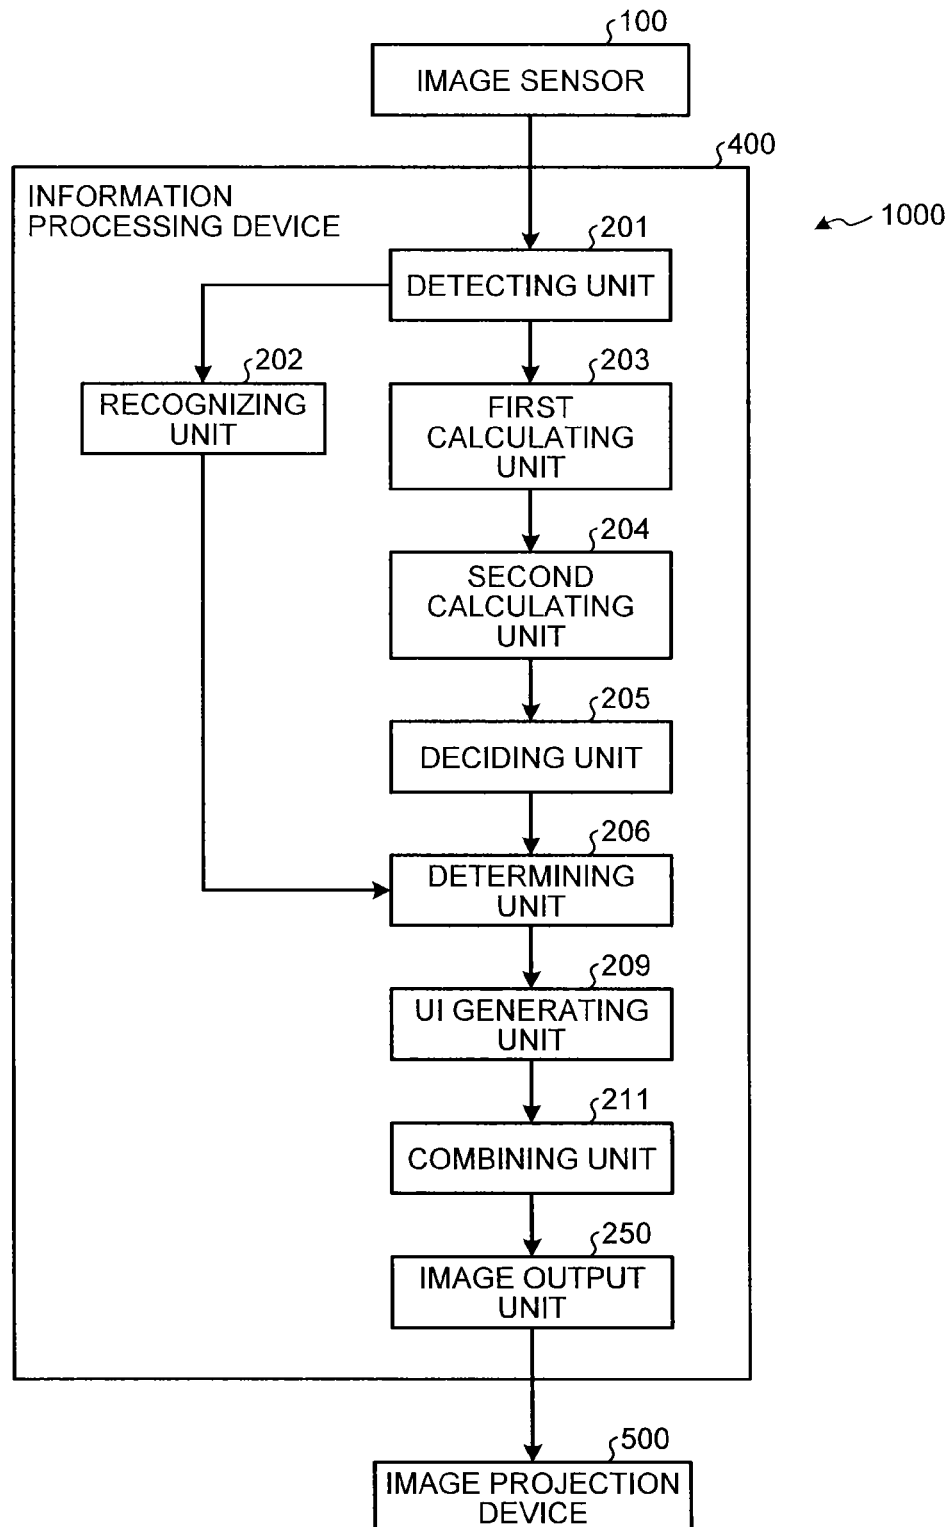 100
IMAGE SENSOR
400
INFORMATION
PROCESSING DEVICE
1000
201
DETECTING UNIT
202
RECOGNIZING
UNIT
203
FIRST
CALCULATING
UNIT
204
SECOND
CALCULATING
UNIT
205
DECIDING UNIT
206
DETERMINING
UNIT
209
UI GENERATING
UNIT
211
COMBINING UNIT
250
IMAGE OUTPUT
UNIT
500
IMAGE PROJECTION
DEVICE